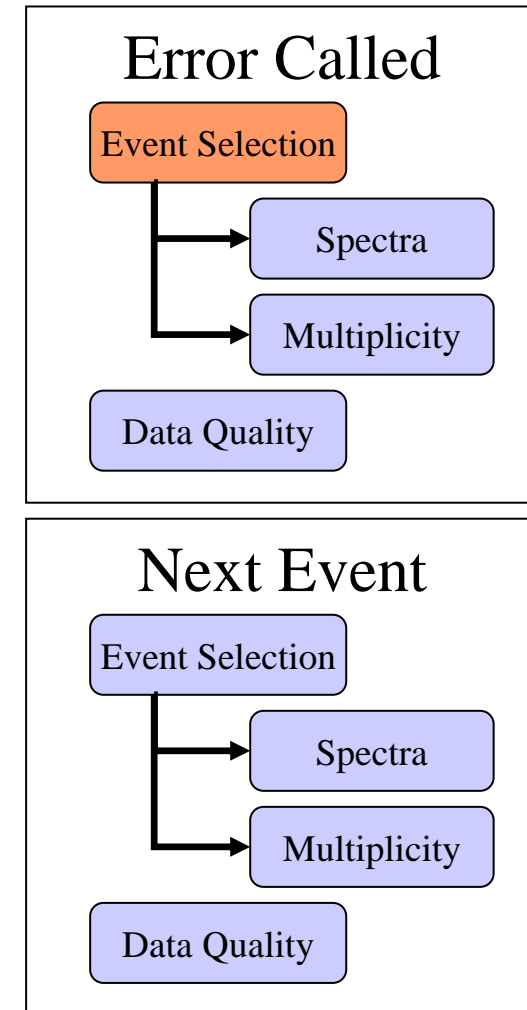 Error Called
Event Selection
Spectra
Multiplicity
Data Quality
Next Event
Event Selection
Spectra
Multiplicity
Data Quality